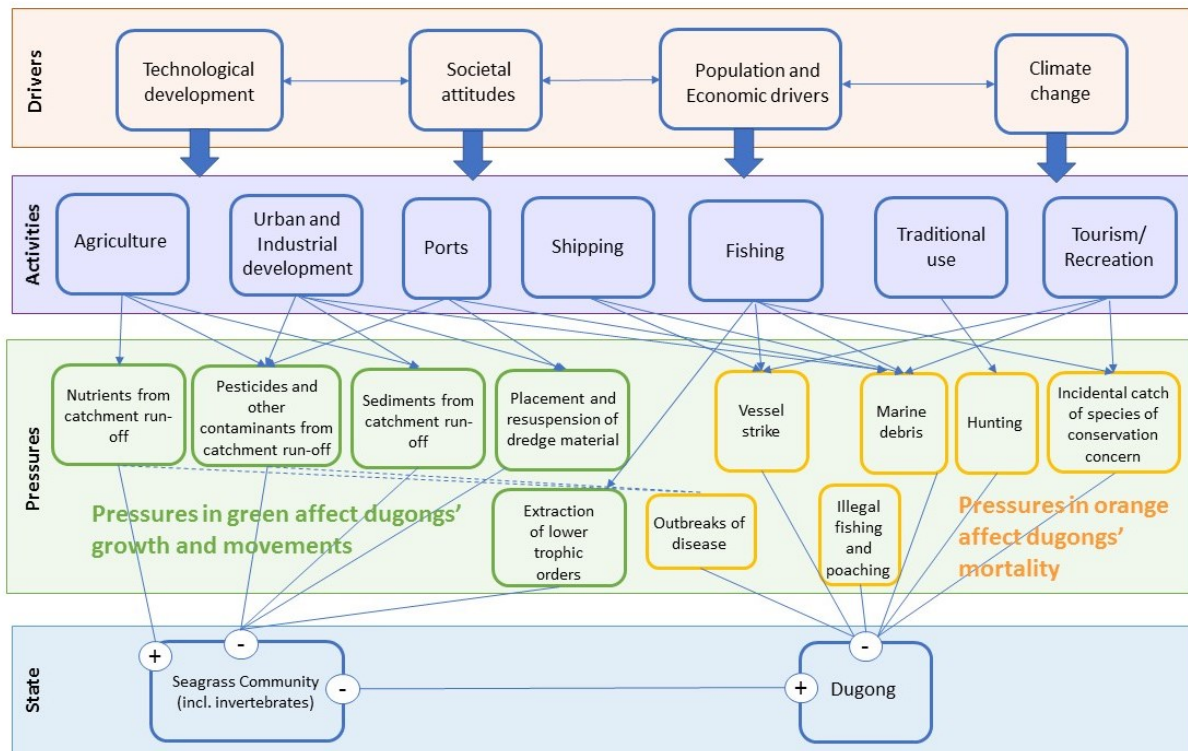 Drivers
Technological
development
Societal
attitudes
Population and
Economic drivers
Climate
change
Activities
Agriculture
Urban and
Industrial
development
Ports
Shipping
Fishing
Traditional
use
Tourism/
Recreation
Pressures
Nutrients from
catchment run-
off
Pesticides and
other
contaminants from
catchment run-off
Sediments from
catchment run-
off
Placement and
resuspension of
dredge material
Vessel
strike
Marine
debris
Hunting
Incidental catch
of species of
conservation
concern
Pressures in green affect dugongs'
growth and movements
Extraction
of lower
trophic
orders
Outbreaks of
disease
Illegal
fishing
and
poaching
Pressures in orange
affect dugongs'
mortality
State
+
-
Seagrass Community
(incl. invertebrates)
-
+
-
Dugong